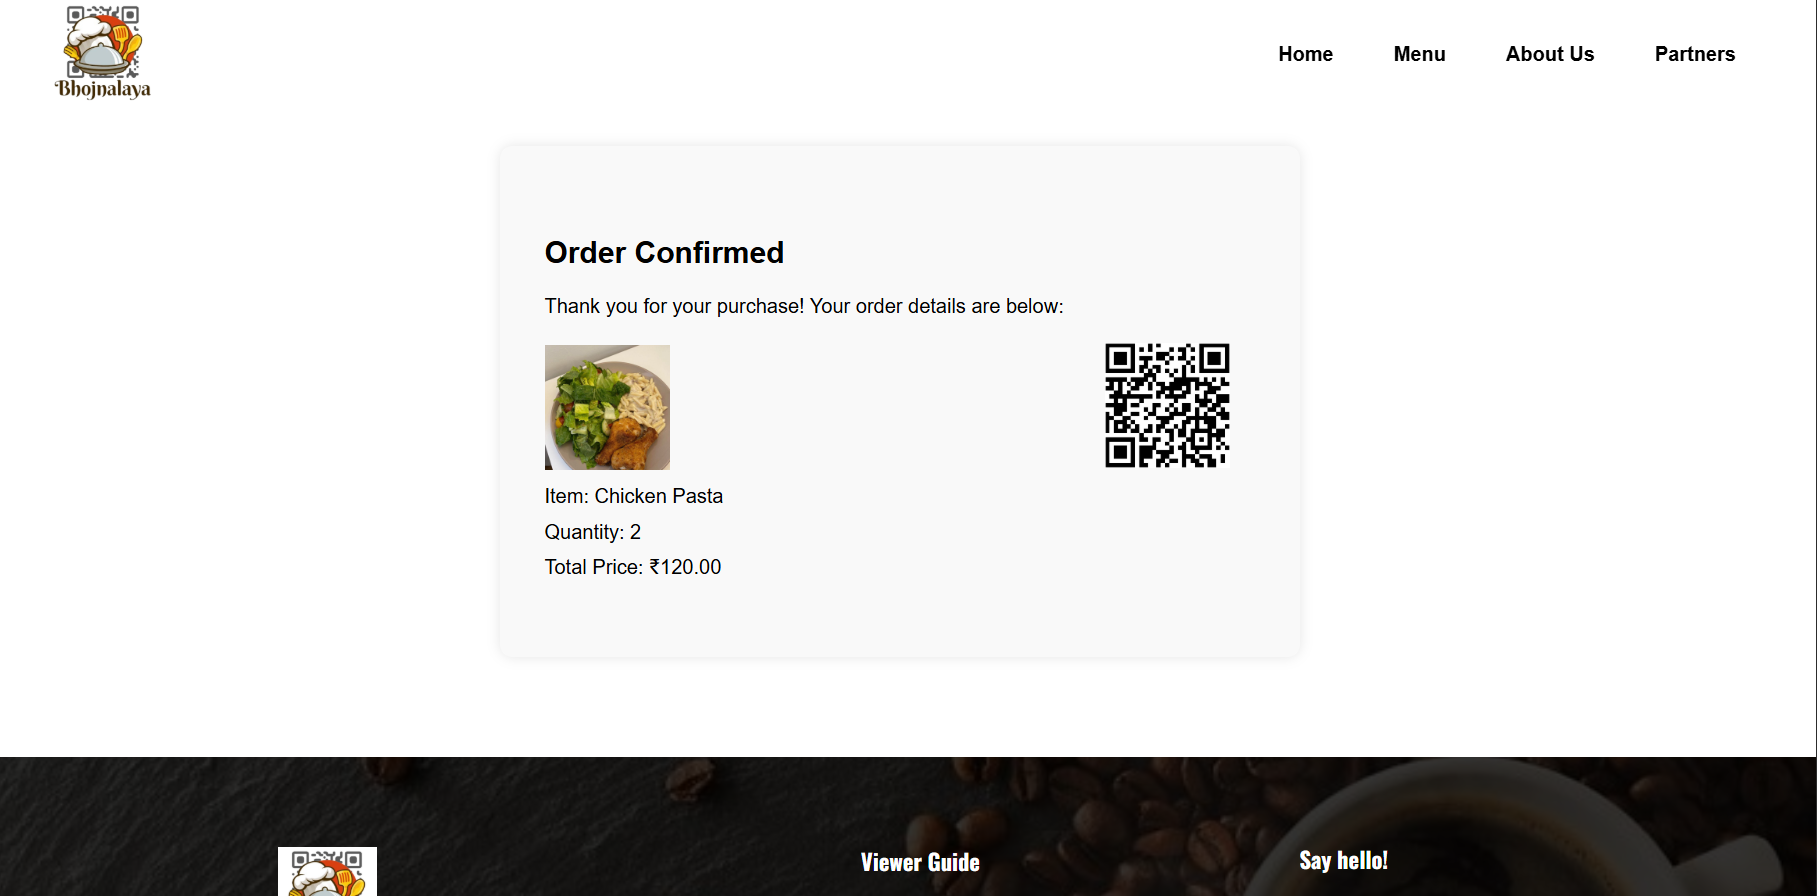 Bhojnalaya
Home
Menu
About Us
Partners
Order Confirmed
Thank you for your purchase! Your order details are below:
Item: Chicken Pasta
Quantity: 2
Total Price: ₹120.00
Viewer Guide
Say hello!